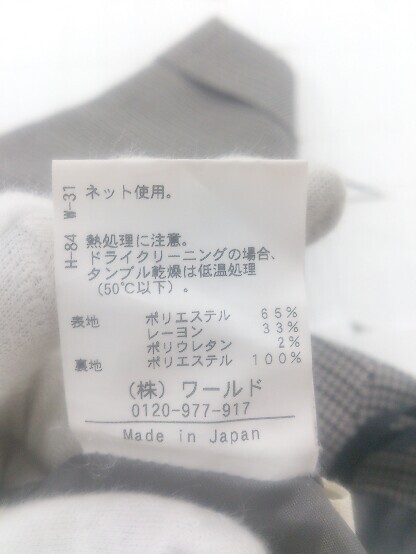 W-31
H-84
ネット使用。
熱処理に注意。
ドライクリーニングの場合、
タンブル乾燥は低温処理
（50℃以下）。
表地 ポリエステル 65%
レーヨン 33%
ポリウレタン 2%
裏地 ポリエステル 100%
（株）ワールド
0120-977-917
Made in Japan